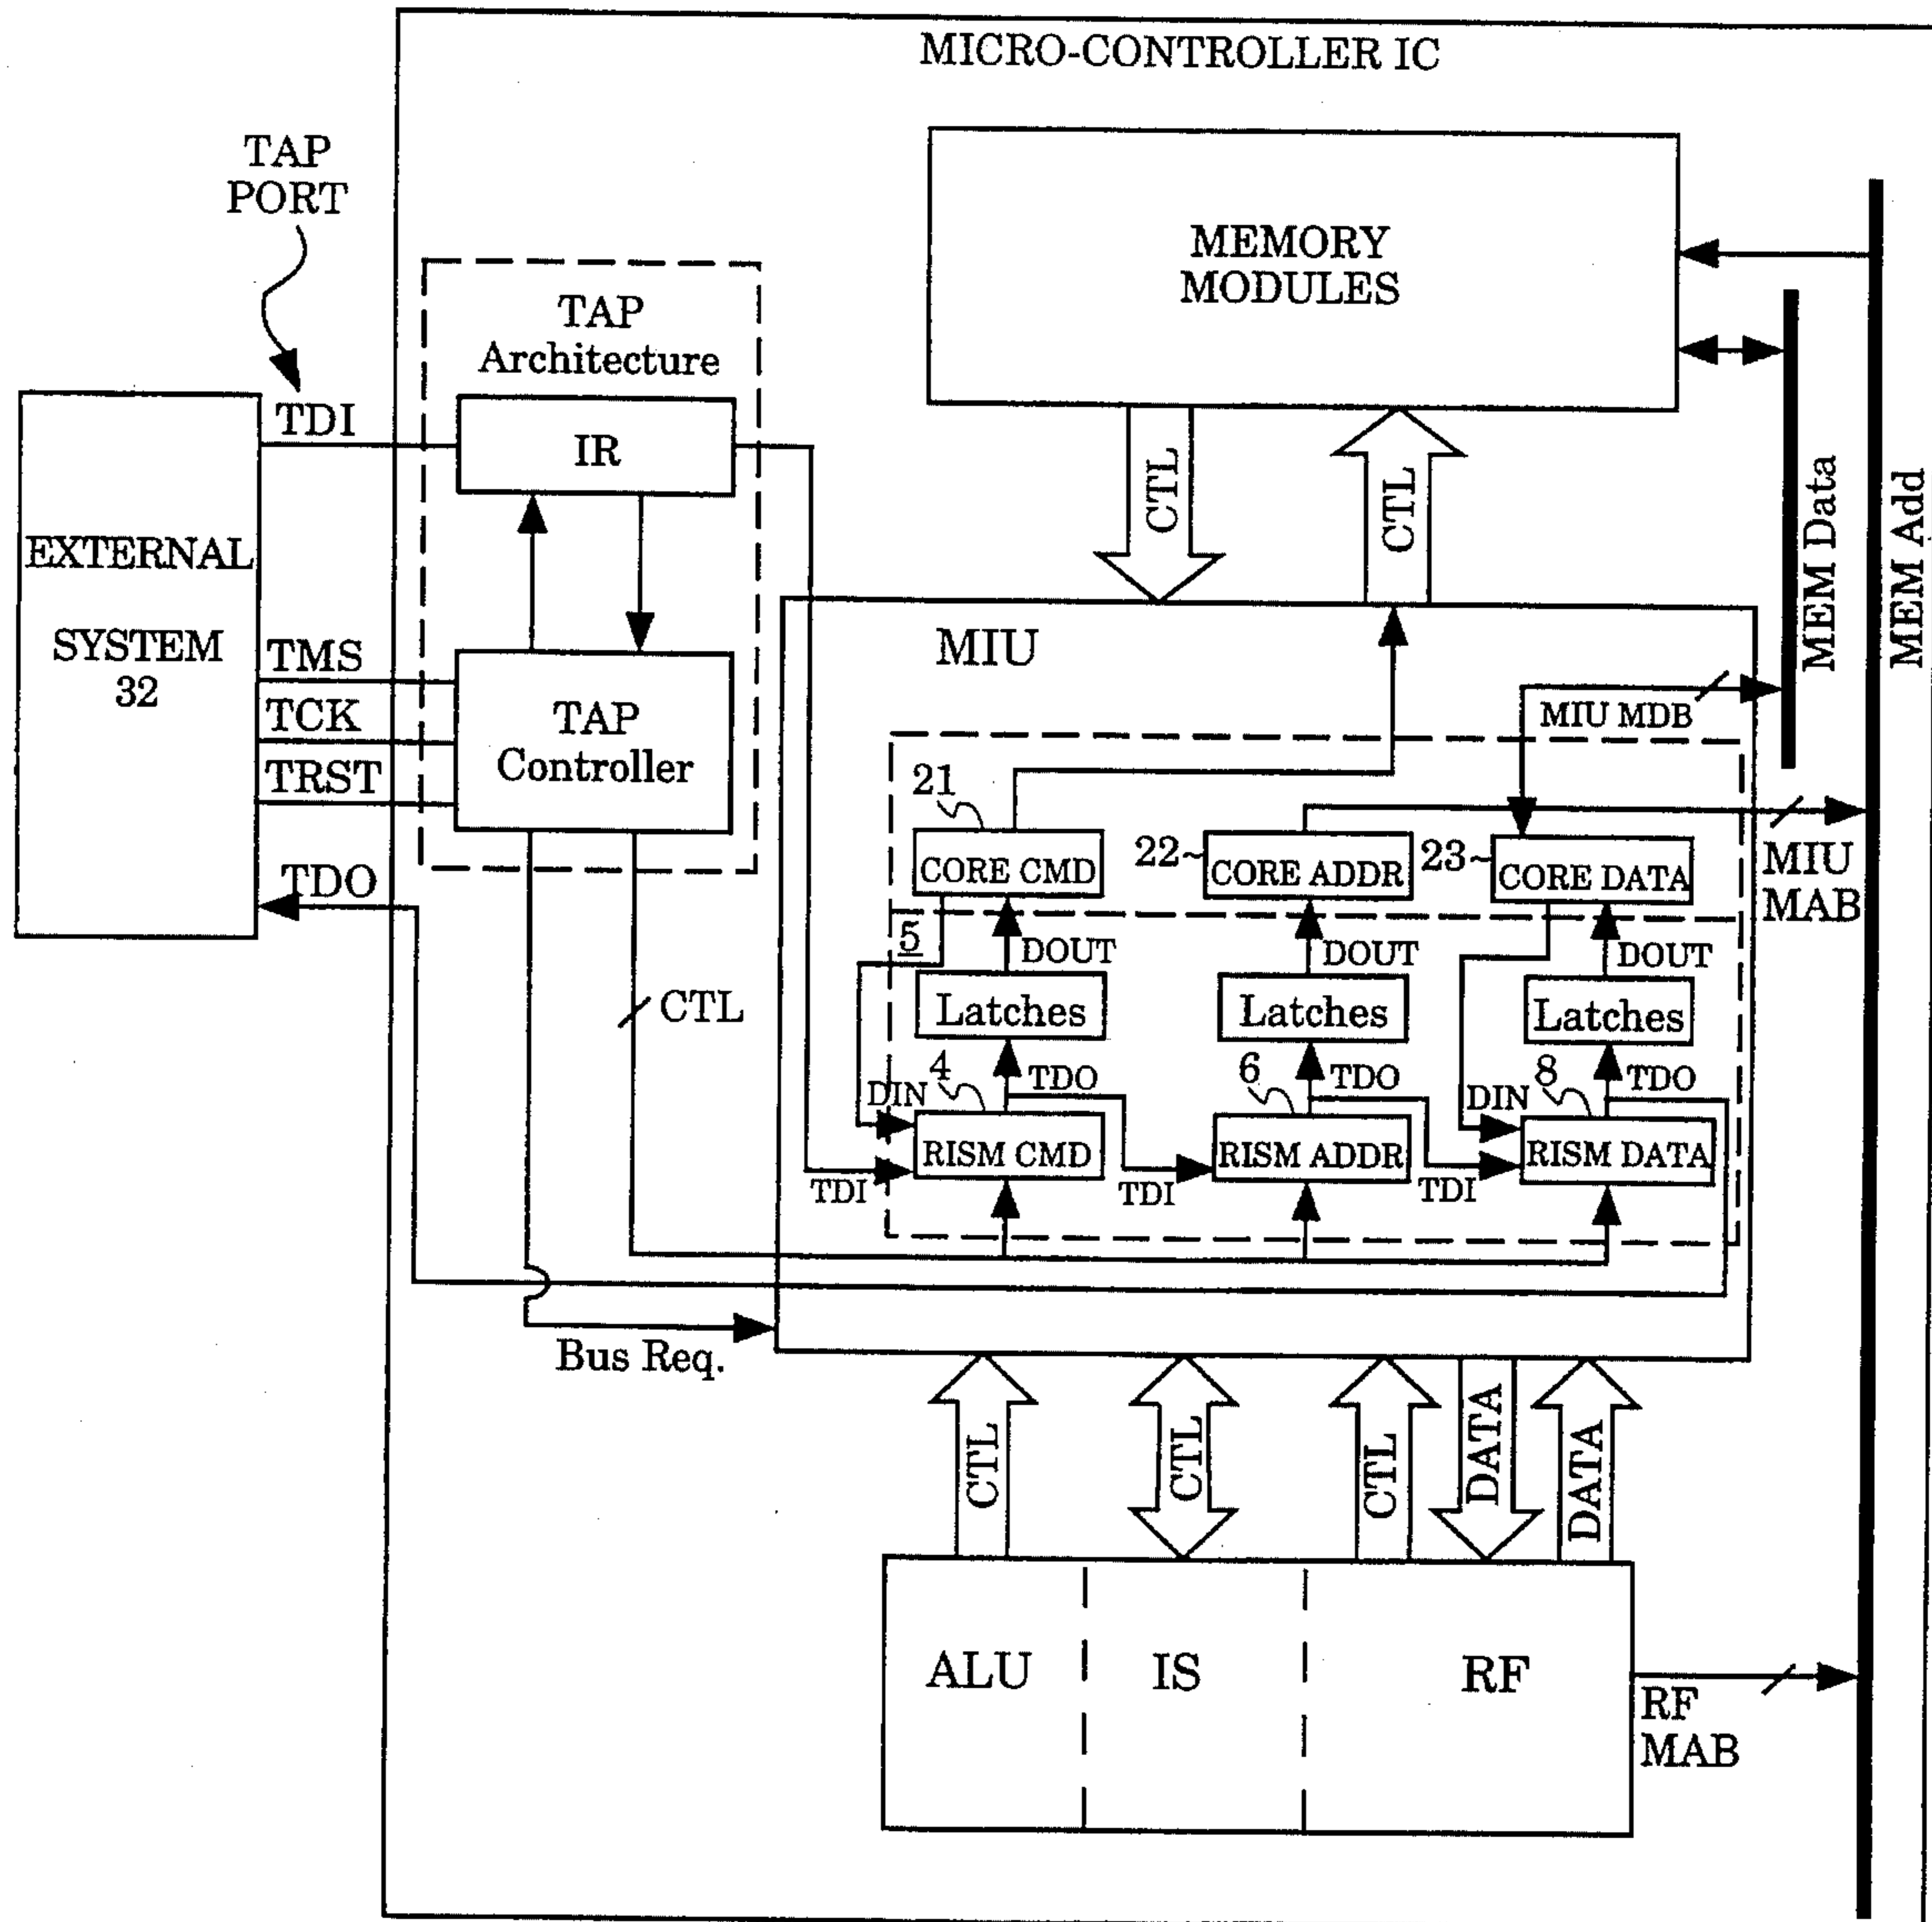 MICRO-CONTROLLER IC
TAP
PORT
MEMORY
MODULES
TAP
Architecture
TDI
IR
CTL
CTL
MEM Data
MEM Add
EXTERNAL
SYSTEM
32
TMS
TCK
TRST
TDO
TAP
Controller
MIU
MIU MDB
21
22
23
CORE CMD
CORE ADDR
CORE DATA
MIU
MAB
5
DOUT
DOUT
DOUT
Latches
Latches
Latches
CTL
4
TDO
6
TDO
8
TDO
DIN
DIN
RISM CMD
RISM ADDR
RISM DATA
TDI
TDI
TDI
Bus Req.
CTL
CTL
CTL
DATA
DATA
ALU
IS
RF
RF
MAB